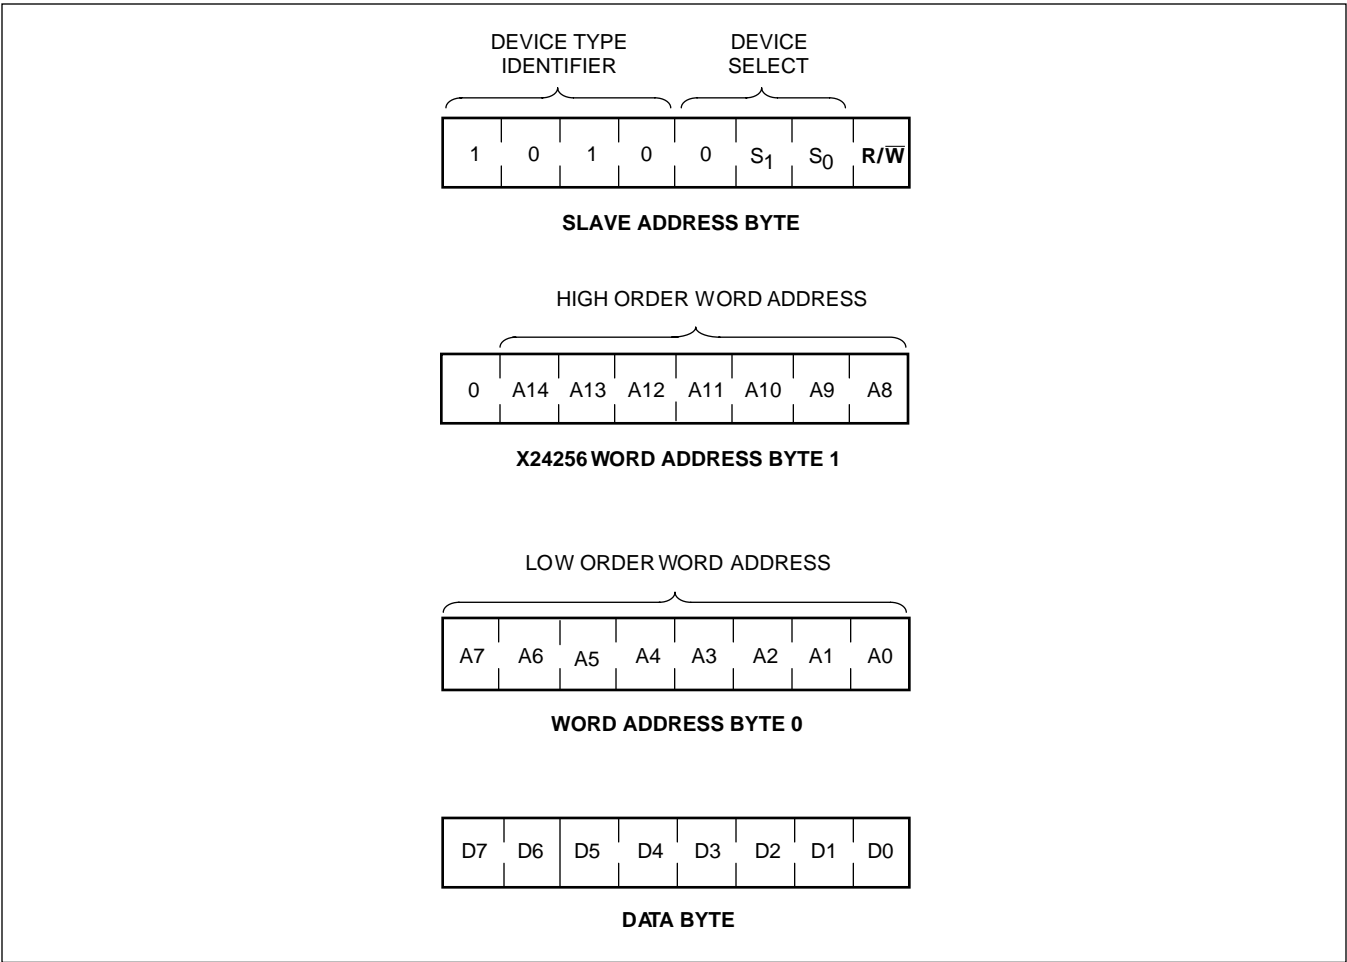 DEVICE TYPE DEVICE
IDENTIFIER SELECT
1 0 1 0 0 S1 S0 R/W̅
SLAVE ADDRESS BYTE
HIGH ORDER WORD ADDRESS
0 A14 A13 A12 A11 A10 A9 A8
X24256 WORD ADDRESS BYTE 1
LOW ORDER WORD ADDRESS
A7 A6 A5 A4 A3 A2 A1 A0
WORD ADDRESS BYTE 0
D7 D6 D5 D4 D3 D2 D1 D0
DATA BYTE